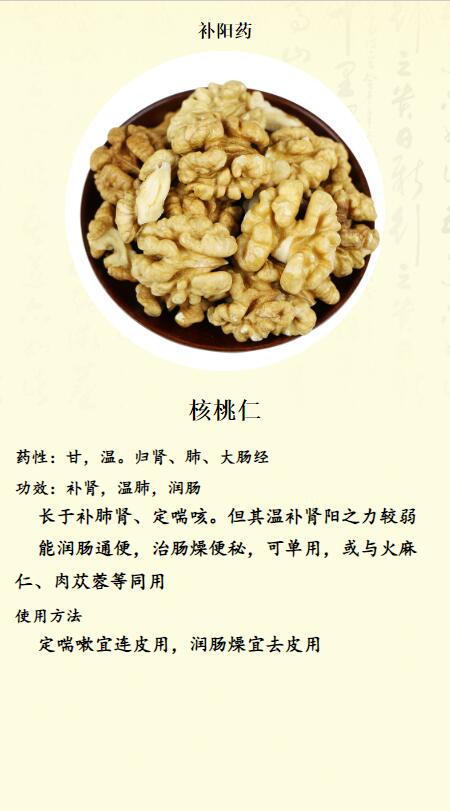 补阳药
核桃仁
药性：甘，温。归肾、肺、大肠经
功效：补肾，温肺，润肠
长于补肺肾、定喘咳。但其温补肾阳之力较弱
能润肠通便，治肠燥便秘，可单用，或与火麻
仁、肉苁蓉等同用
使用方法
定喘嗽宜连皮用，润肠燥宜去皮用